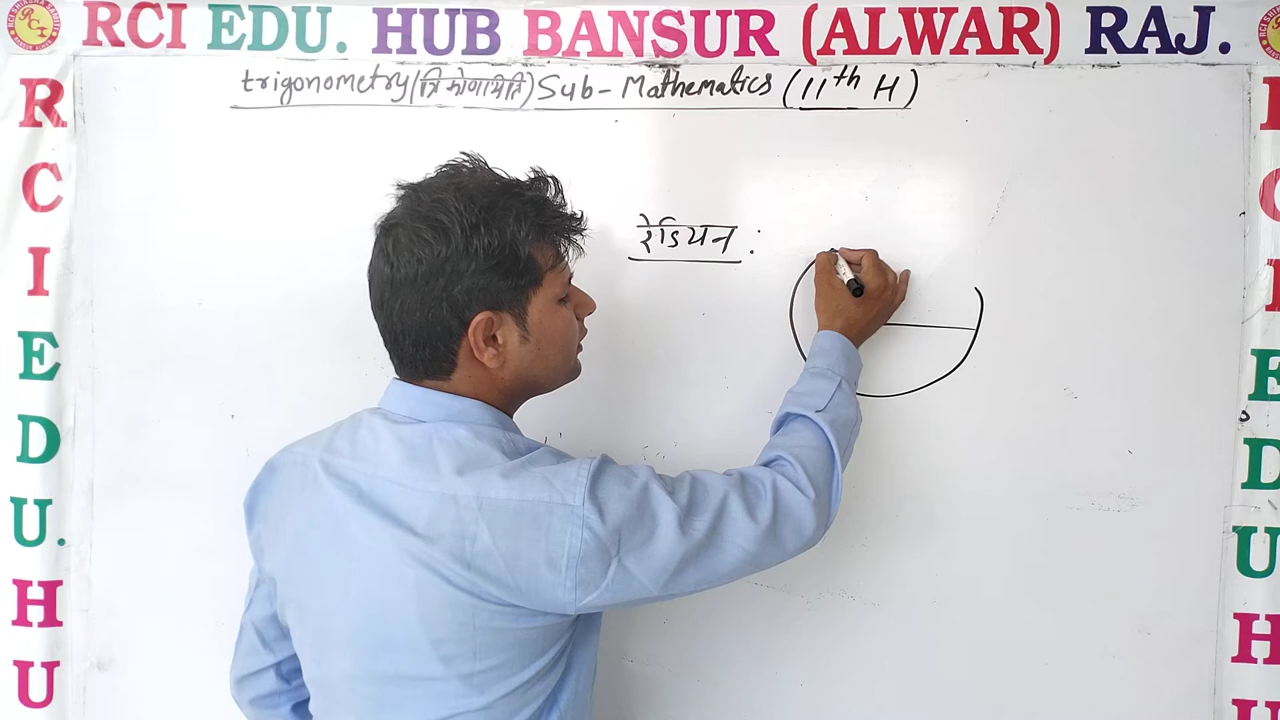 RCI EDU. HUB BANSUR (ALWAR) RAJ.
trigonometry (त्रिकोणमिति) Sub - Mathematics (11th H)
रेडियन :
R
C
I
E
D
U.
H
U
R
C
I
E
D
U
H
U